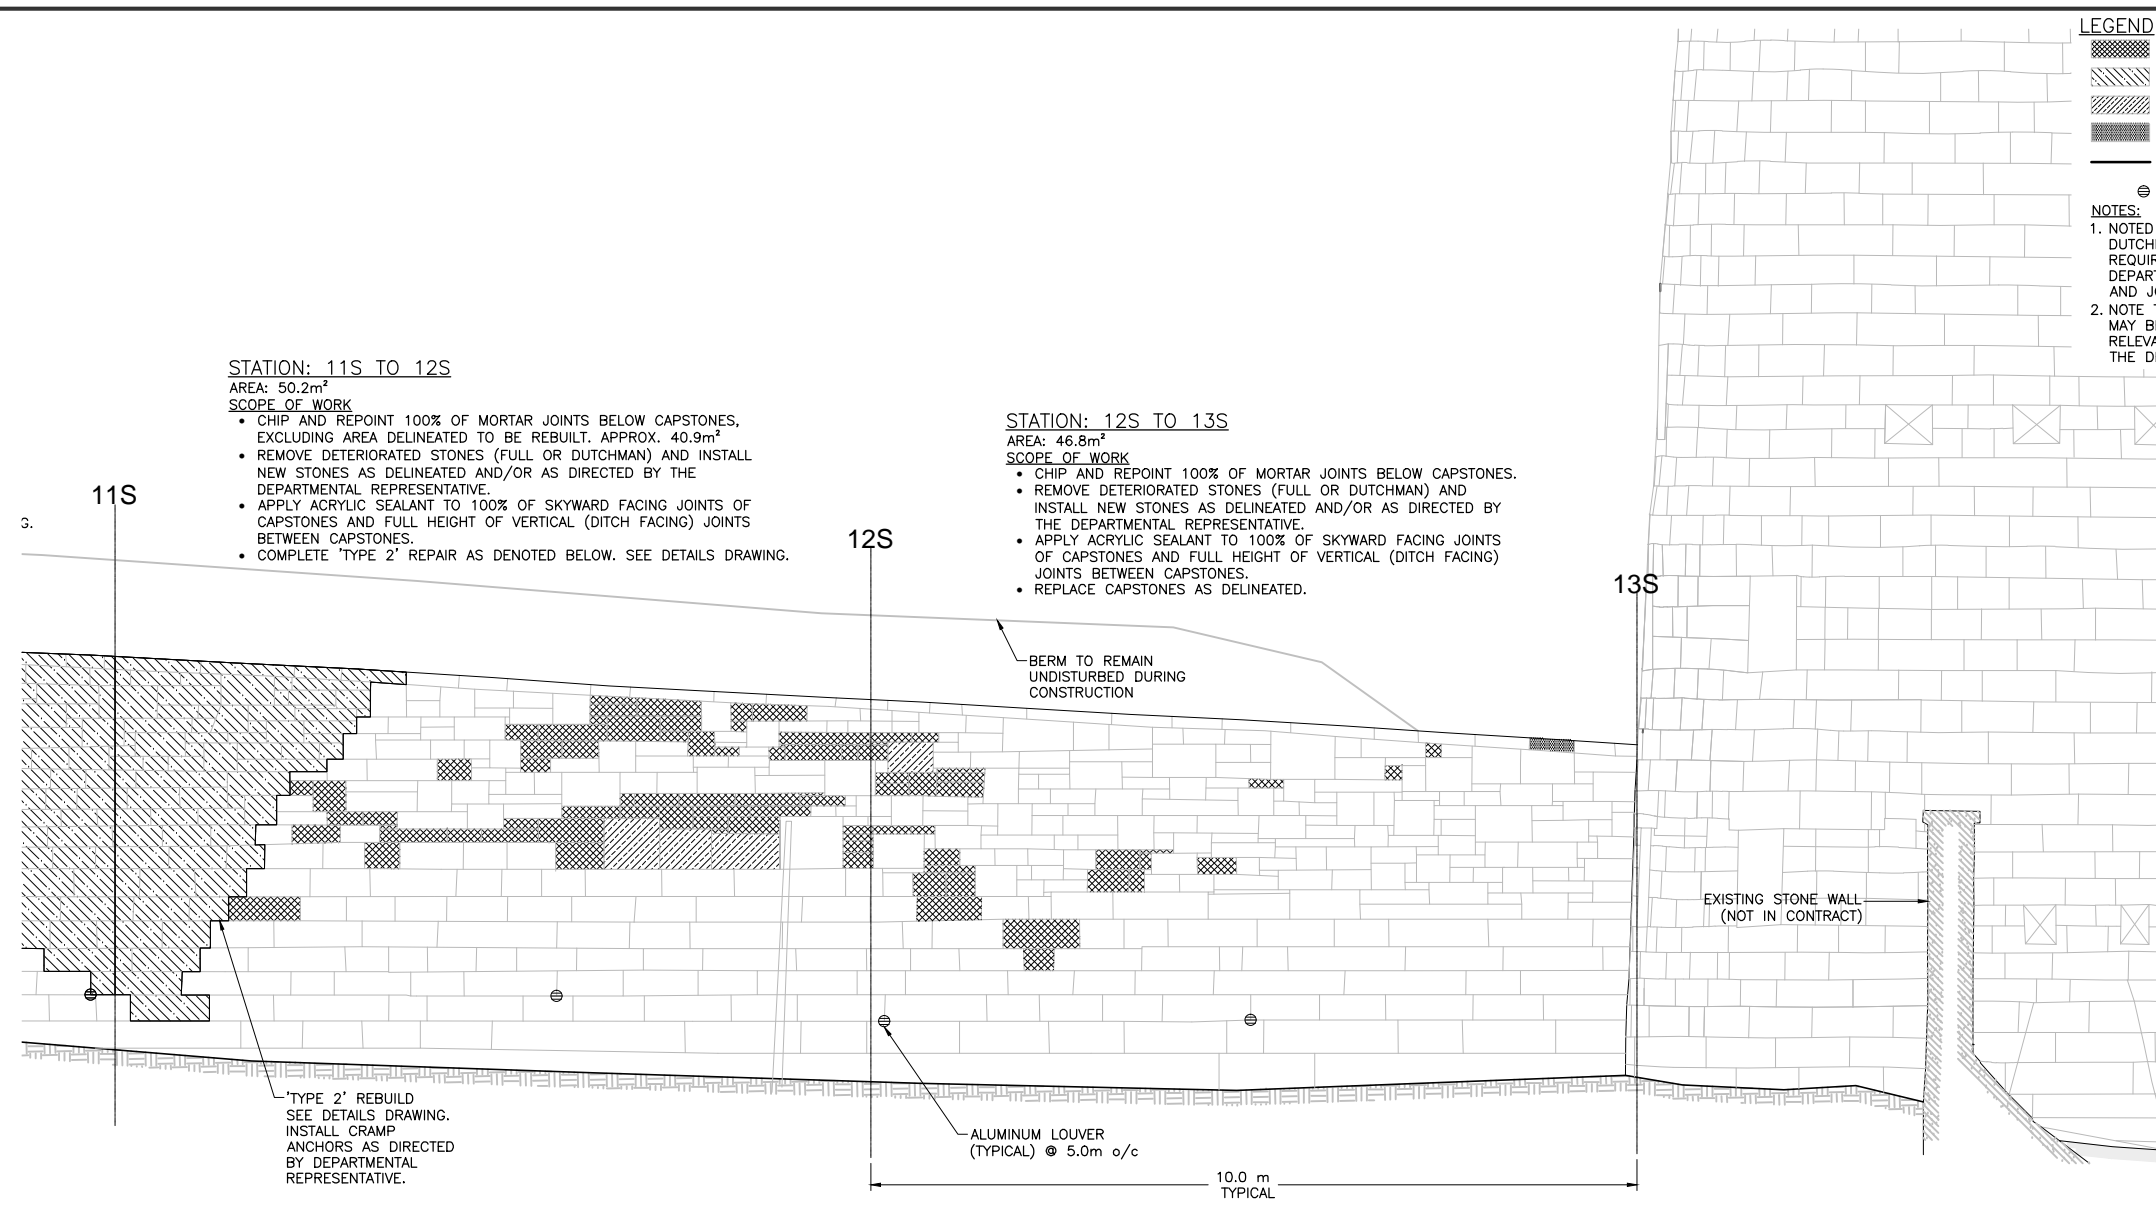 LEGEND
NOTES:
1. NOTED
REQUIR
DEPAR
AND
2. NOTE
MAY
RELEVA
THE
STATION: 11S TO 12S
AREA: 50.2m²
SCOPE OF WORK
• CHIP AND REPOINT 100% OF MORTAR JOINTS BELOW CAPSTONES,
EXCLUDING AREA DELINEATED TO BE REBUILT. APPROX. 40.9m²
• REMOVE DETERIORATED STONES (FULL OR DUTCHMAN) AND INSTALL
NEW STONES AS DELINEATED AND/OR AS DIRECTED BY THE
DEPARTMENTAL REPRESENTATIVE.
• APPLY ACRYLIC SEALANT TO 100% OF SKYWARD FACING JOINTS OF
CAPSTONES AND FULL HEIGHT OF VERTICAL (DITCH FACING) JOINTS
BETWEEN CAPSTONES.
• COMPLETE 'TYPE 2' REPAIR AS DENOTED BELOW. SEE DETAILS DRAWING.
STATION: 12S TO 13S
AREA: 46.8m²
SCOPE OF WORK
• CHIP AND REPOINT 100% OF MORTAR JOINTS BELOW CAPSTONES.
• REMOVE DETERIORATED STONES (FULL OR DUTCHMAN) AND
INSTALL NEW STONES AS DELINEATED AND/OR AS DIRECTED BY
THE DEPARTMENTAL REPRESENTATIVE.
• APPLY ACRYLIC SEALANT TO 100% OF SKYWARD FACING JOINTS
OF CAPSTONES AND FULL HEIGHT OF VERTICAL (DITCH FACING)
JOINTS BETWEEN CAPSTONES.
• REPLACE CAPSTONES AS DELINEATED.
11S
G.
12S
13S
BERM TO REMAIN
UNDISTURBED DURING
CONSTRUCTION
EXISTING STONE WALL
(NOT IN CONTRACT)
'TYPE 2' REBUILD
SEE DETAILS DRAWING.
INSTALL CRAMP
ANCHORS AS DIRECTED
BY DEPARTMENTAL
REPRESENTATIVE.
ALUMINUM LOUVER
(TYPICAL) @ 5.0m o/c
10.0 m
TYPICAL